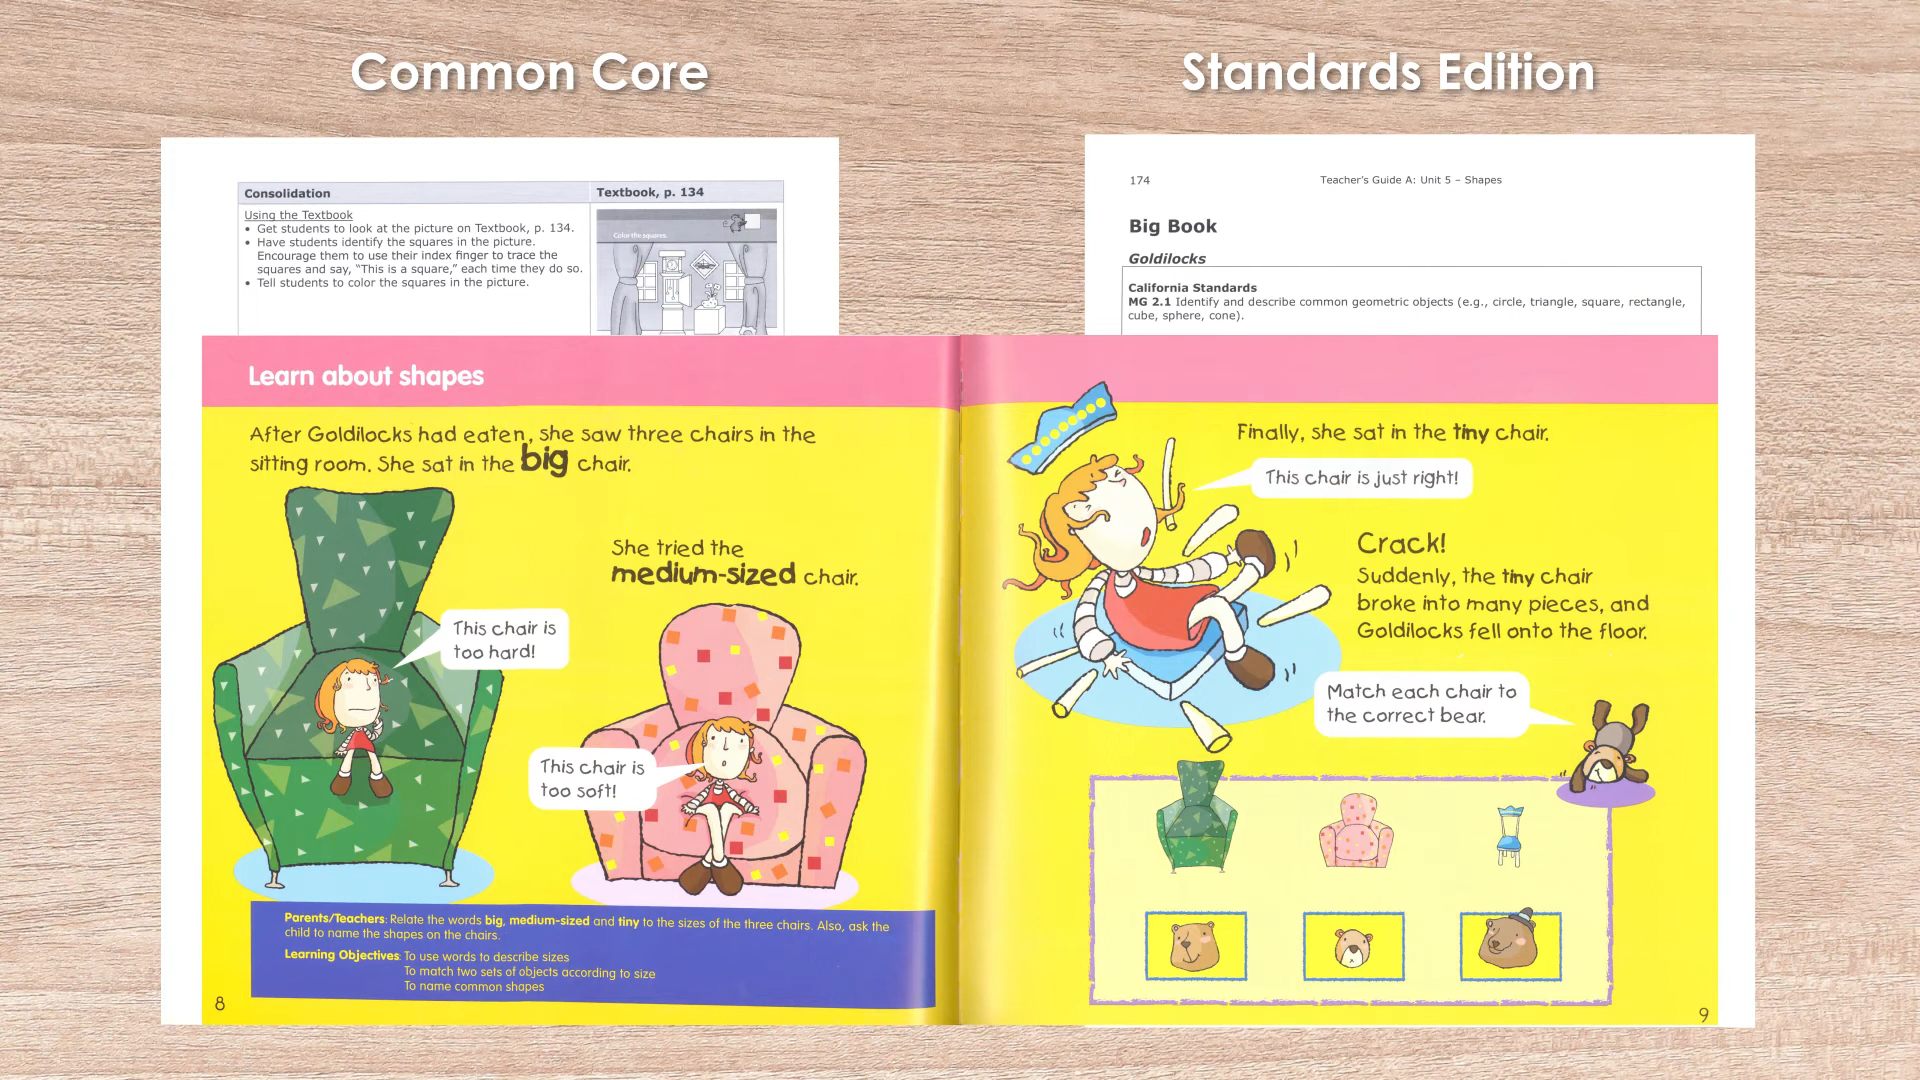 Common Core
Standards Edition
Consolidation
Textbook, p. 134
Using the Textbook
• Get students to look at the picture on Textbook, p. 134.
• Have students identify the squares in the picture.
Encourage them to use their index finger to trace the
squares and say, “This is a square,” each time they do so.
• Tell students to color the squares in the picture.
Color the squares.
174
Teacher’s Guide A: Unit 5 – Shapes
Big Book
Goldilocks
California Standards
MG 2.1 Identify and describe common geometric objects (e.g., circle, triangle, square, rectangle,
cube, sphere, cone).
Learn about shapes
After Goldilocks had eaten, she saw three chairs in the
sitting room. She sat in the big chair.
This chair is
too hard!
She tried the
medium-sized chair.
This chair is
too soft!
Parents/Teachers: Relate the words big, medium-sized and tiny to the sizes of the three chairs. Also, ask the
child to name the shapes on the chairs.
Learning Objectives: To use words to describe sizes
To match two sets of objects according to size
To name common shapes
8
Finally, she sat in the tiny chair.
This chair is just right!
Crack!
Suddenly, the tiny chair
broke into many pieces, and
Goldilocks fell onto the floor.
Match each chair to
the correct bear.
9